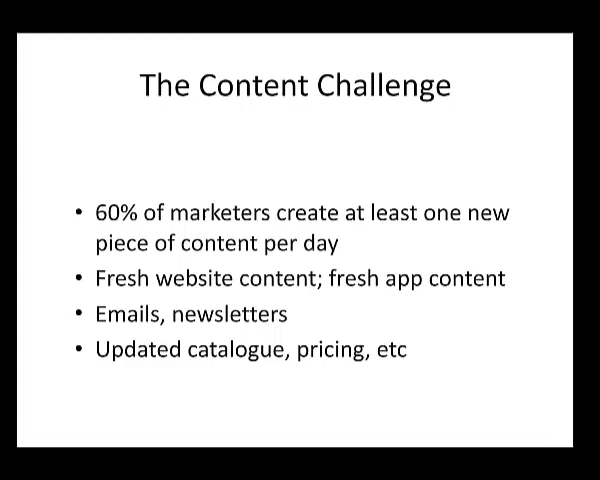 The Content Challenge
• 60% of marketers create at least one new
piece of content per day
• Fresh website content; fresh app content
• Emails, newsletters
• Updated catalogue, pricing, etc